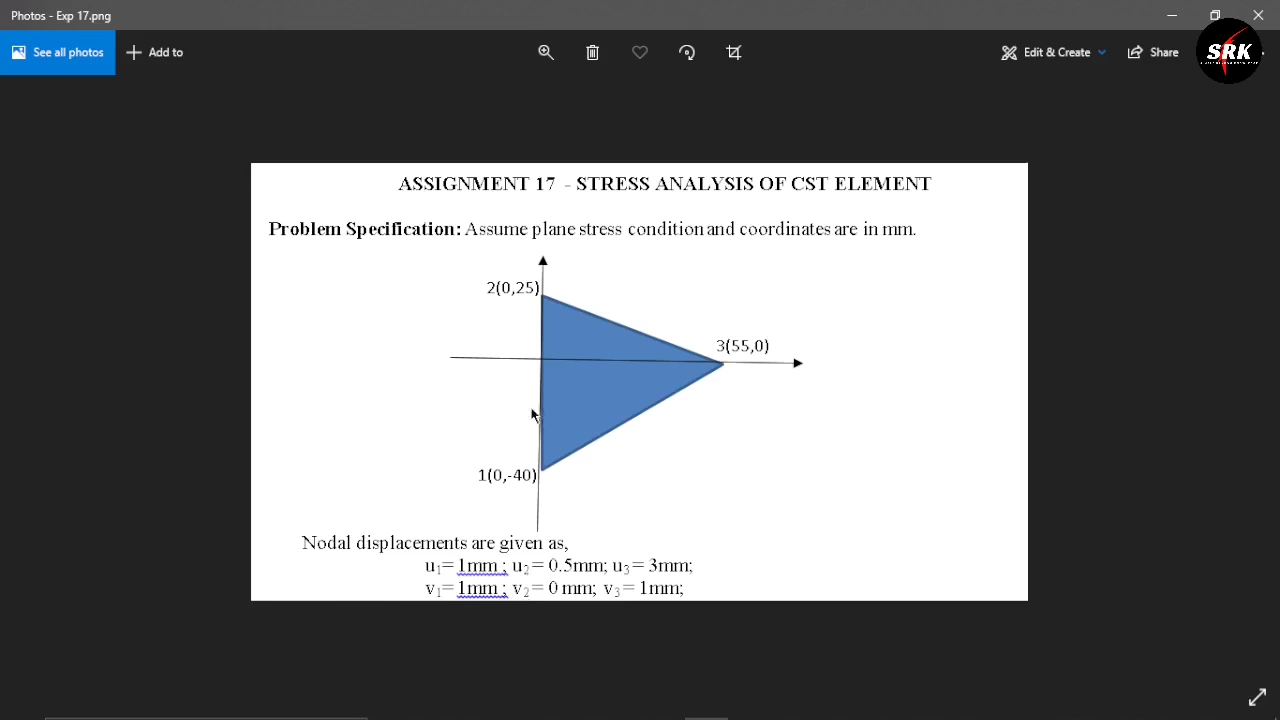 Photos - Exp 17.png
See all photos
Add to
Edit & Create
Share
SRK
ASSIGNMENT 17 - STRESS ANALYSIS OF CST ELEMENT
Problem Specification: Assume plane stress condition and coordinates are in mm.
2(0,25)
3(55,0)
1(0,-40)
Nodal displacements are given as,
u₁= 1mm ; u₂= 0.5mm; u₃= 3mm;
v₁= 1mm ; v₂= 0 mm; v₃= 1mm;